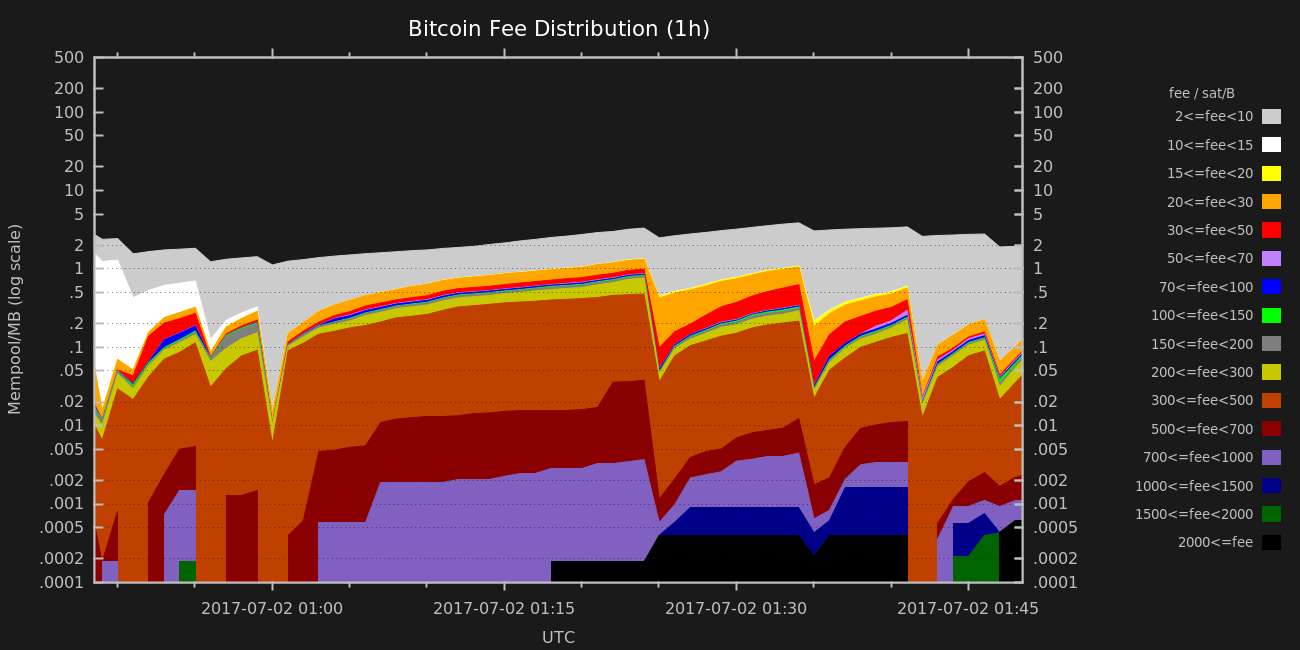 Bitcoin Fee Distribution (1h)
500
200
100
50
20
10
5
2
1
.5
.2
.1
.05
.02
.01
.005
.002
.001
.0005
.0002
.0001
Mempool/MB (log scale)
500
200
100
50
20
10
5
2
1
.5
.2
.1
.05
.02
.01
.005
.002
.001
.0005
.0002
.0001
2017-07-02 01:00 2017-07-02 01:15 2017-07-02 01:30 2017-07-02 01:45
UTC
fee / sat/B
2<=fee<10
10<=fee<15
15<=fee<20
20<=fee<30
30<=fee<50
50<=fee<70
70<=fee<100
100<=fee<150
150<=fee<200
200<=fee<300
300<=fee<500
500<=fee<700
700<=fee<1000
1000<=fee<1500
1500<=fee<2000
2000<=fee